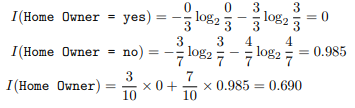 I(Home Owner = yes) = −0/3 log₂ 0/3 − 3/3 log₂ 3/3 = 0
I(Home Owner = no) = −3/7 log₂ 3/7 − 4/7 log₂ 4/7 = 0.985
I(Home Owner) = 3/10 × 0 + 7/10 × 0.985 = 0.690